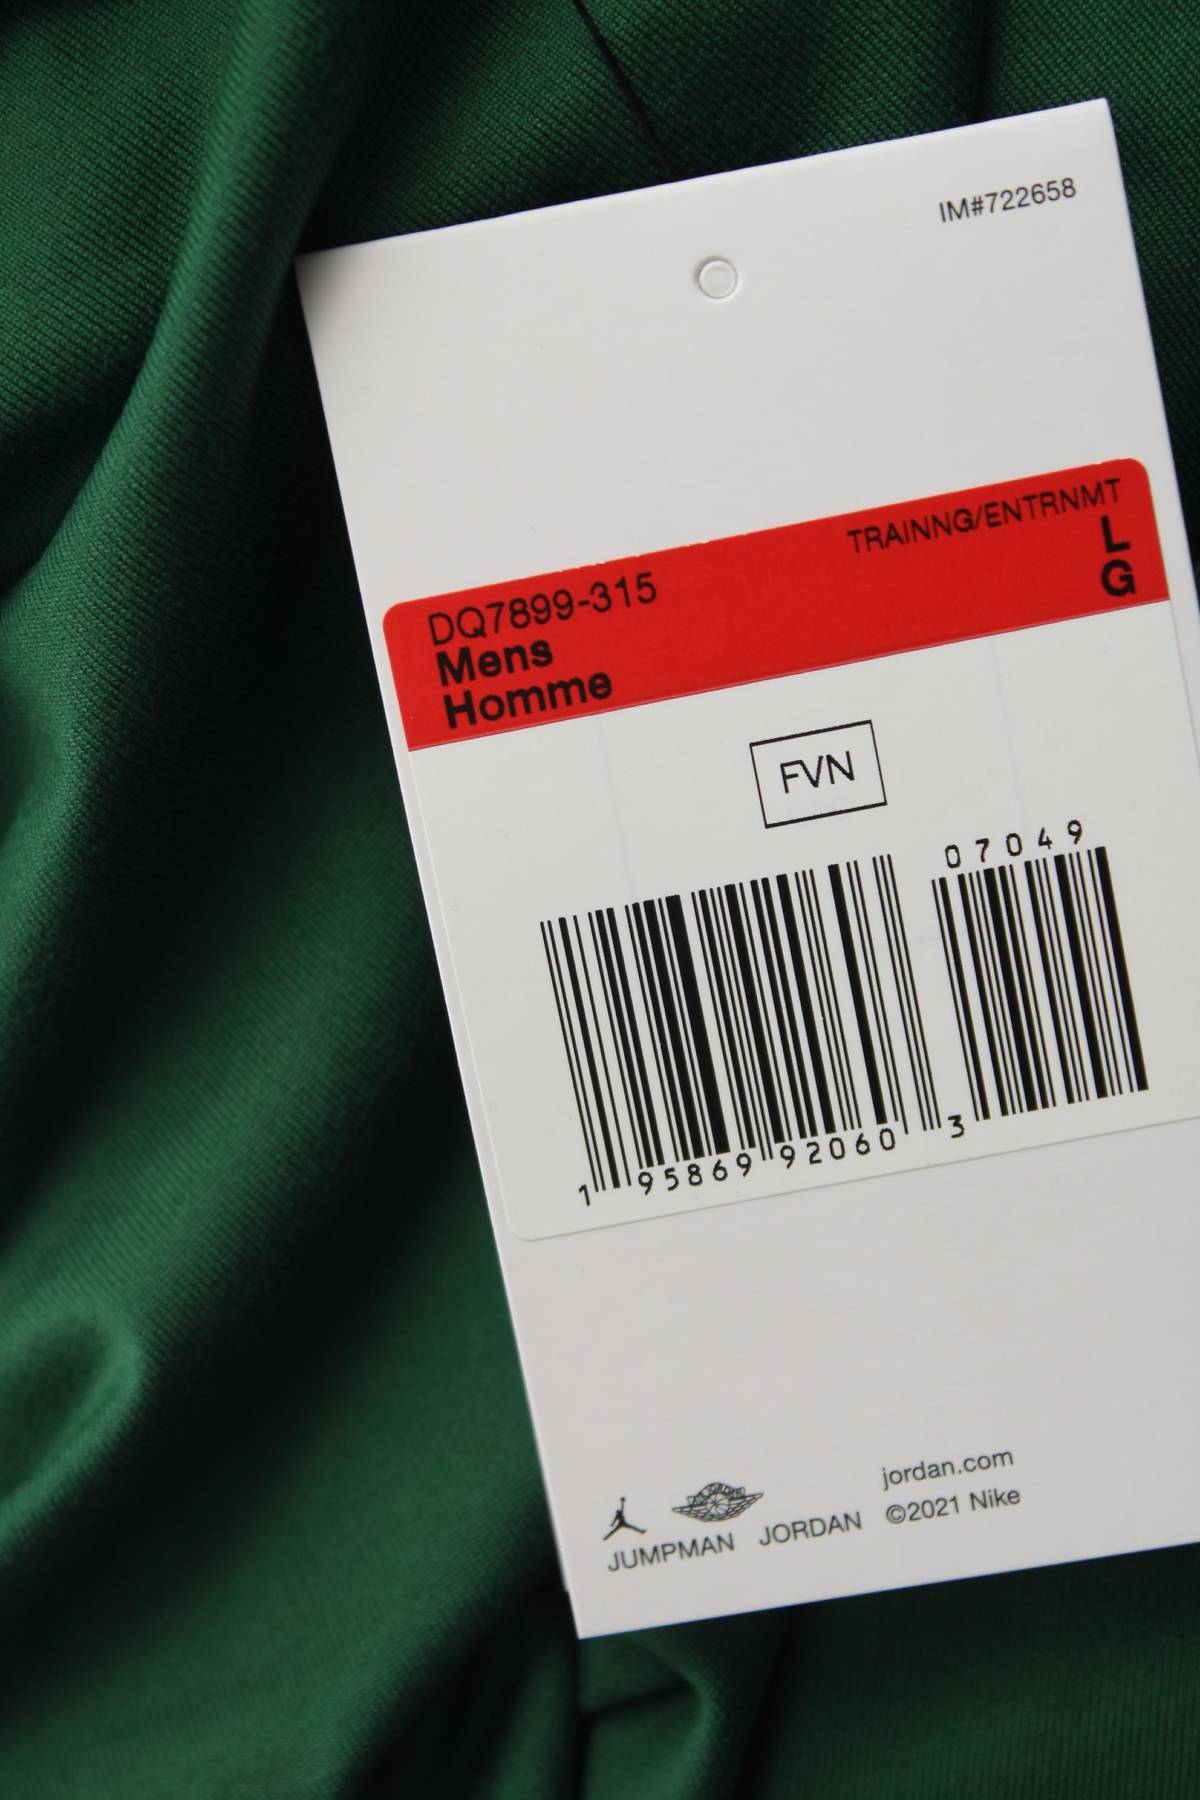 IM#722658
TRAINNG/ENTRNMT
DQ7899-315
L
Mens
G
Homme
FVN
07049
1 95869 92060 3
jordan.com
©2021 Nike
JUMPMAN JORDAN